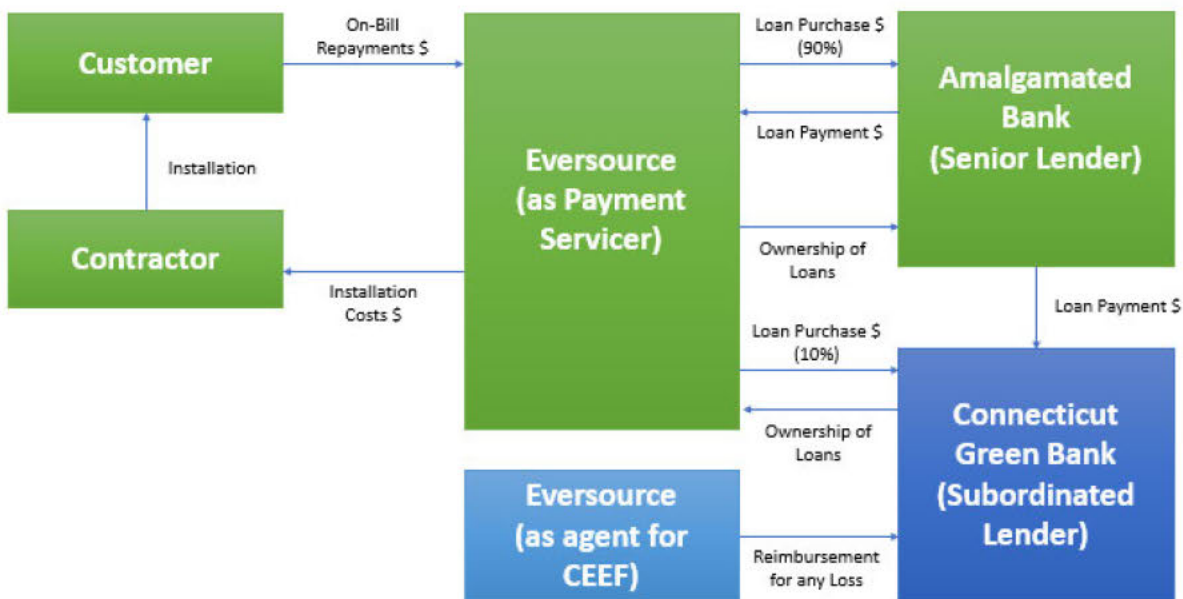 Customer
On-Bill
Repayments $
Installation
Contractor
Installation
Costs $
Eversource
(as Payment
Servicer)
Loan Purchase $
(90%)
Loan Payment $
Ownership of
Loans
Amalgamated
Bank
(Senior Lender)
Loan Payment $
Loan Purchase $
(10%)
Ownership of
Loans
Connecticut
Green Bank
(Subordinated
Lender)
Eversource
(as agent for
CEEF)
Reimbursement
for any Loss